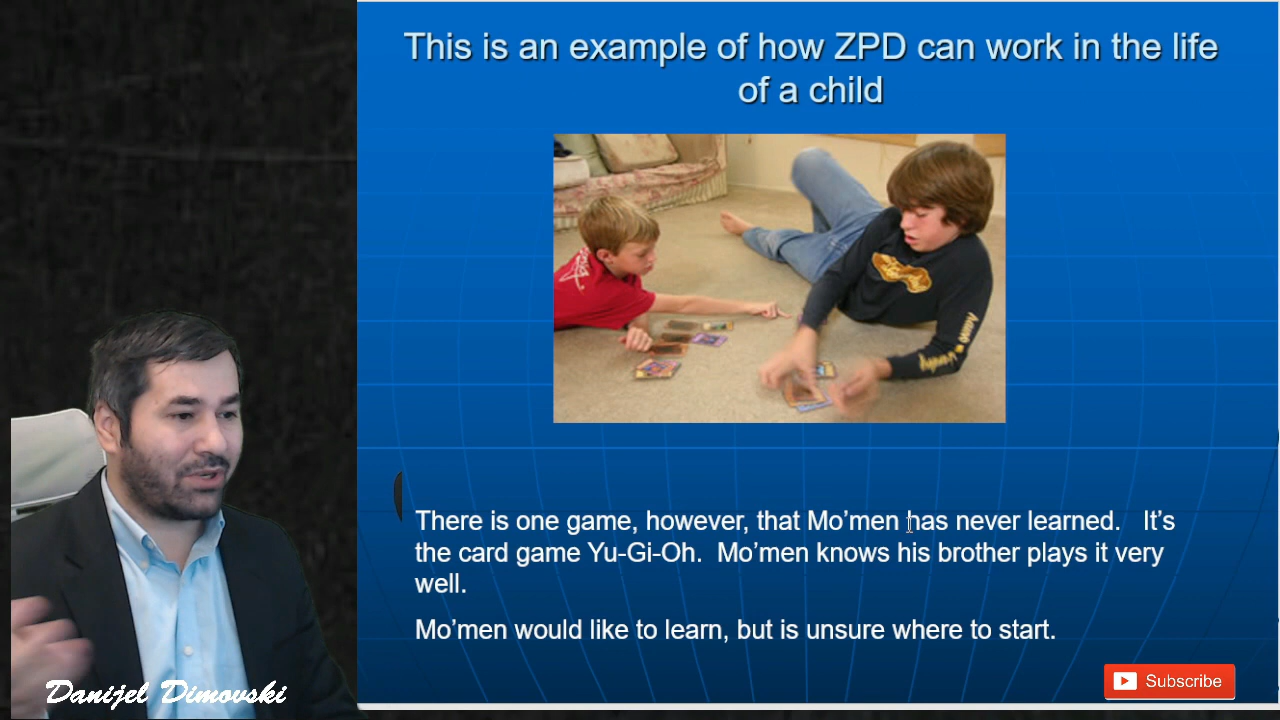 This is an example of how ZPD can work in the life
of a child
There is one game, however, that Mo’men has never learned. It’s
the card game Yu-Gi-Oh. Mo’men knows his brother plays it very
well.
Mo’men would like to learn, but is unsure where to start.
Danijel Dimovski
Subscribe